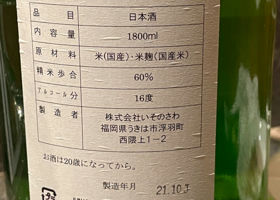 品目 日本酒
内容量 1800ml
原材料 米(国産)・米麹(国産米)
精米歩合 60%
アルコール分 16度
製造者 株式会社いそのさわ
福岡県うきは市浮羽町
西隈上1-2
お酒は20歳になってから。
製造年月 21.10